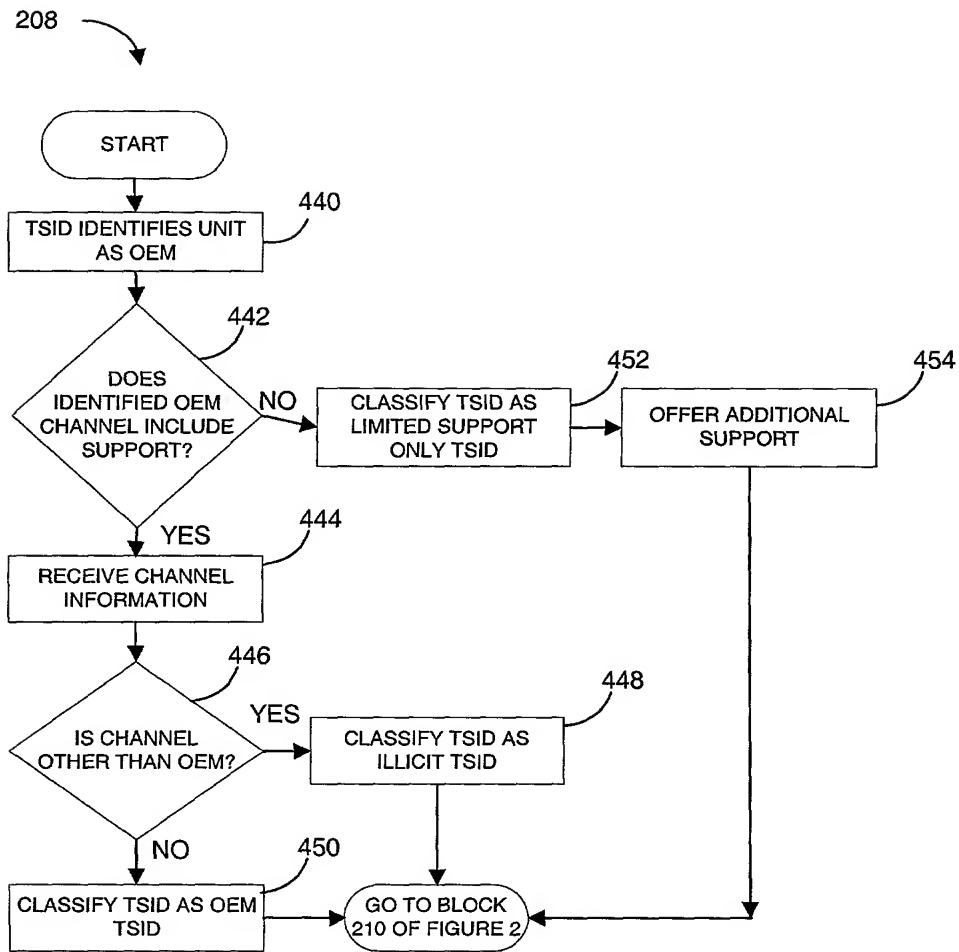 208
START
440
TSID IDENTIFIES UNIT
AS OEM
442
DOES
IDENTIFIED OEM
CHANNEL INCLUDE
SUPPORT?
NO
452
CLASSIFY TSID AS
LIMITED SUPPORT
ONLY TSID
454
OFFER ADDITIONAL
SUPPORT
YES
444
RECEIVE CHANNEL
INFORMATION
446
IS CHANNEL
OTHER THAN OEM?
YES
448
CLASSIFY TSID AS
ILLICIT TSID
NO
450
CLASSIFY TSID AS OEM
TSID
GO TO BLOCK
210 OF FIGURE 2